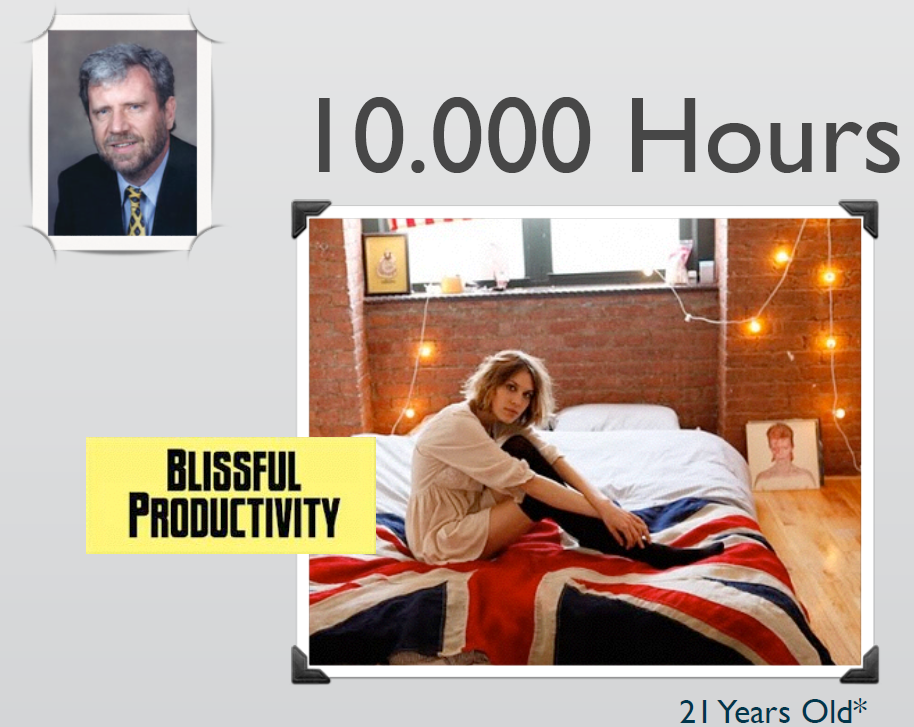 10.000 Hours
BLISSFUL
PRODUCTIVITY
21 Years Old*